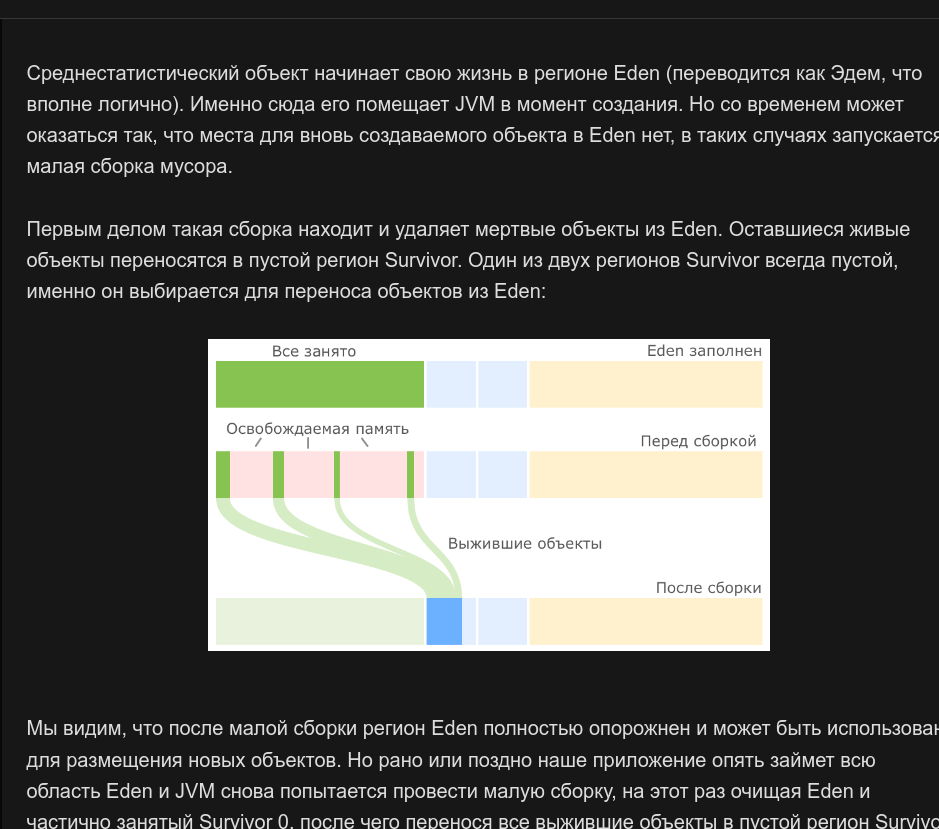 Среднестатистический объект начинает свою жизнь в регионе Eden (переводится как Эдем, что
вполне логично). Именно сюда его помещает JVM в момент создания. Но со временем может
оказаться так, что места для вновь создаваемого объекта в Eden нет, в таких случаях запускается
малая сборка мусора.
Первым делом такая сборка находит и удаляет мертвые объекты из Eden. Оставшиеся живые
объекты переносятся в пустой регион Survivor. Один из двух регионов Survivor всегда пустой,
именно он выбирается для переноса объектов из Eden:
Все занято
Eden заполнен
Освобождаемая память
Перед сборкой
Выжившие объекты
После сборки
Мы видим, что после малой сборки регион Eden полностью опорожнен и может быть использован
для размещения новых объектов. Но рано или поздно наше приложение опять займет всю
область Eden и JVM снова попытается провести малую сборку, на этот раз очищая Eden и
частично занятый Survivor 0, после чего перенося все выжившие объекты в пустой регион